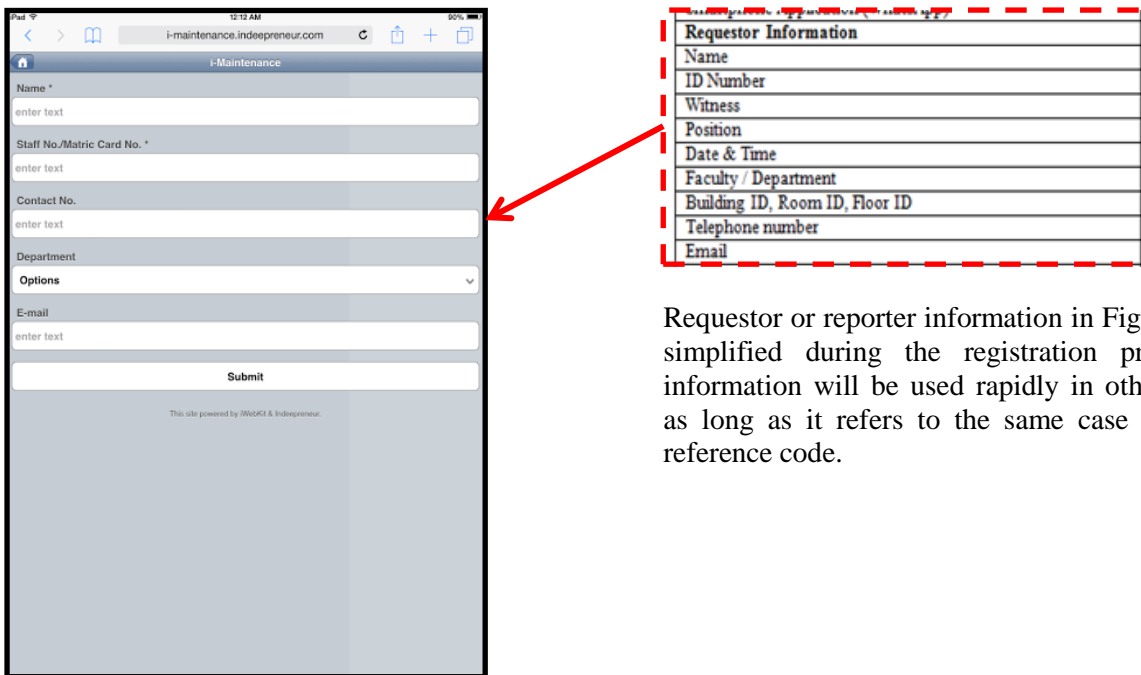 iPad
12:12 AM
90%
i-maintenance.indeepreneur.com
i-Maintenance
Name *
enter text
Staff No./Matric Card No. *
enter text
Contact No.
enter text
Department
Options
E-mail
enter text
Submit
This site powered by iWebKit & Indeepreneur.
Requestor Information
Name
ID Number
Witness
Position
Date & Time
Faculty / Department
Building ID, Room ID, Floor ID
Telephone number
Email
Requestor or reporter information in Fig
simplified during the registration pr
information will be used rapidly in oth
as long as it refers to the same case
reference code.